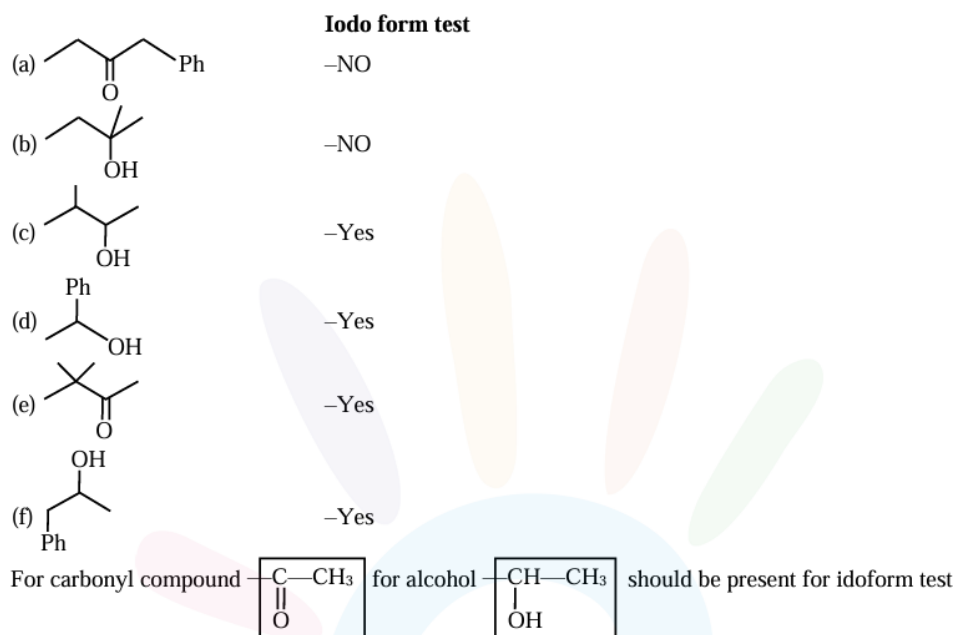 Iodo form test
(a) Ph –NO
O
(b) –NO
OH
(c) –Yes
OH
Ph
(d) –Yes
OH
(e) –Yes
O
OH
(f) –Yes
Ph
For carbonyl compound C—CH₃ for alcohol CH—CH₃ should be present for idoform test
O OH